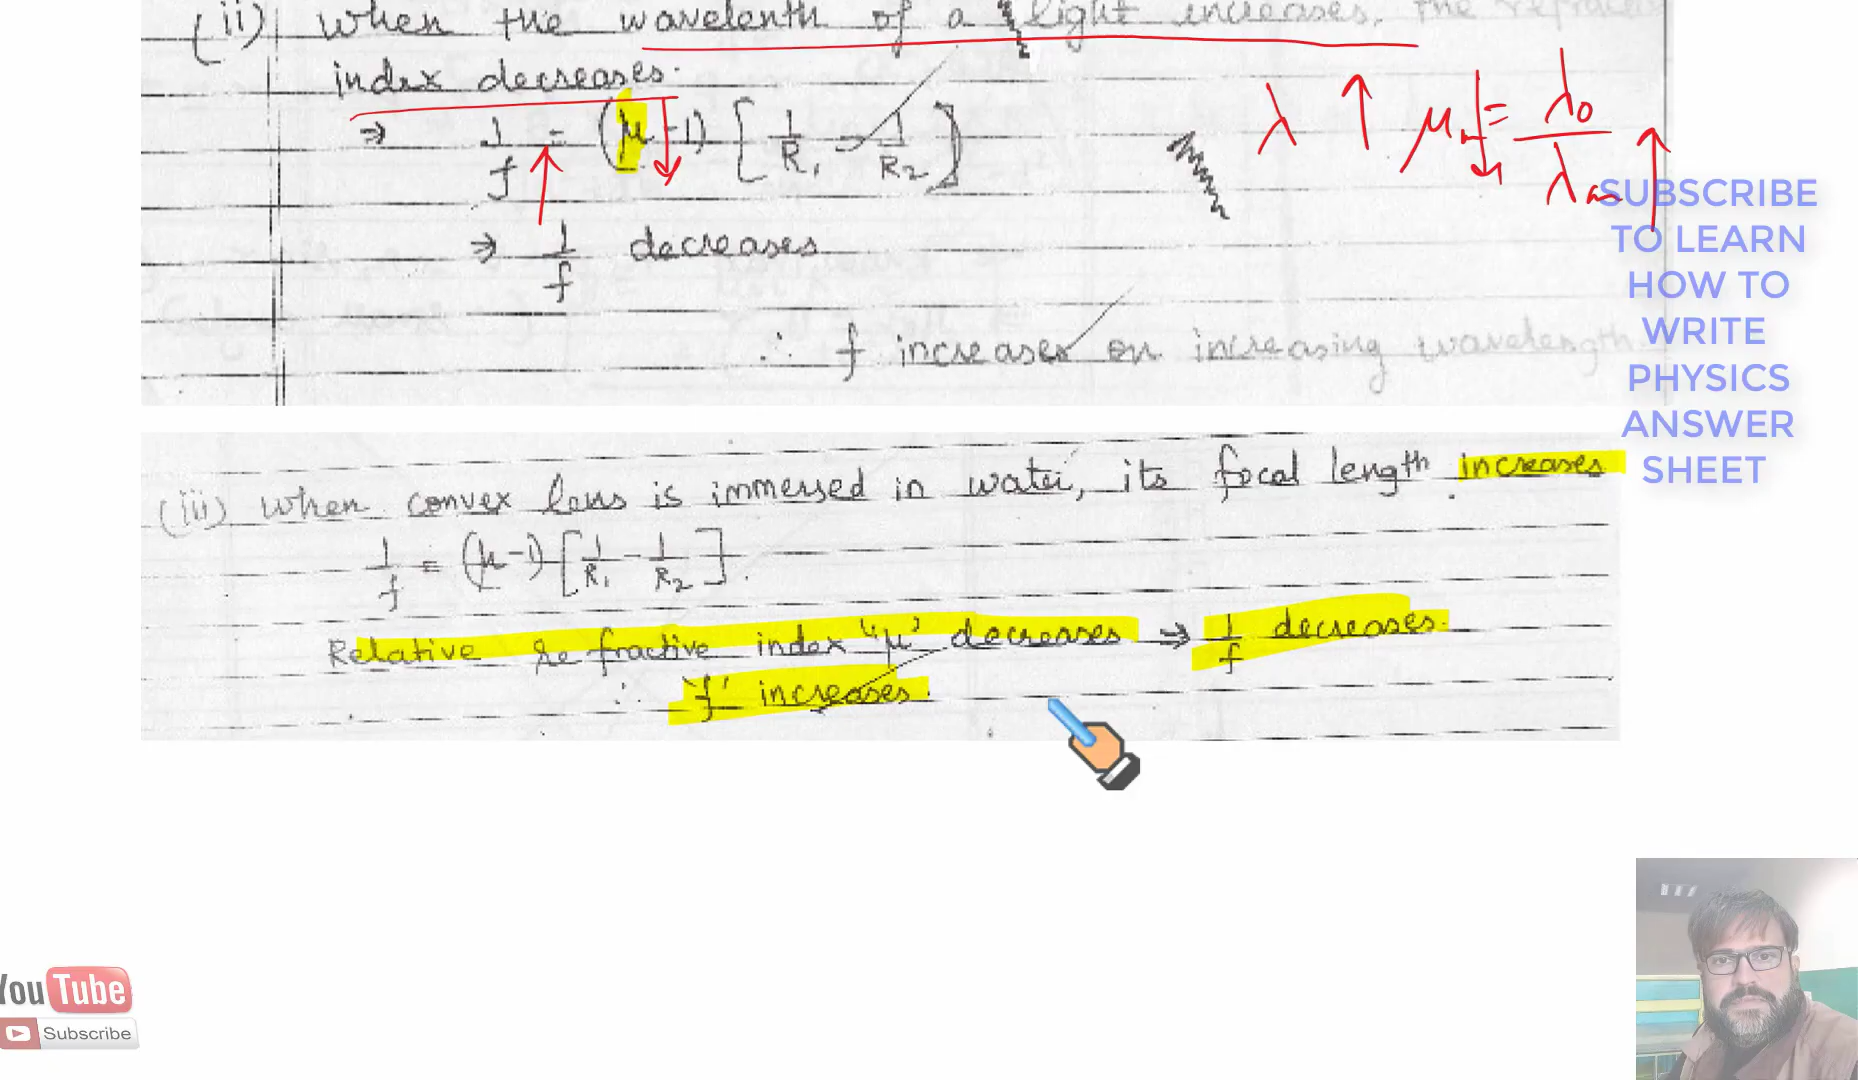 (ii) when the wavelenth of a light increases, the refractive
index decreases.
⇒ 1/f = (μ-1) [1/R₁ - 1/R₂]
λ ↑ μₘ ↓ = λ₀/λₘ ↑
⇒ 1/f decreases
∴ f increases on increasing wavelength.
SUBSCRIBE
TO LEARN
HOW TO
WRITE
PHYSICS
ANSWER
SHEET
(iii) when convex lens is immersed in water, its focal length increases
1/f = (μ-1) [1/R₁ - 1/R₂].
Relative refractive index "μ" decreases ⇒ 1/f decreases.
∴ 'f' increases.
You Tube
Subscribe